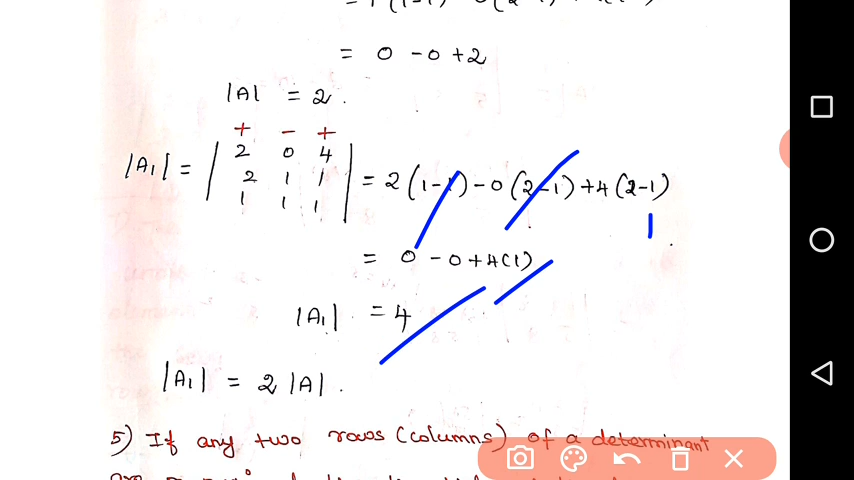 = 0 - 0 + 2
|A| = 2 .
+ - +
|A₁| = | 2 0 4 | = 2 (1-1) - 0 (2-1) + 4 (2-1)
2 1 1
1 1 1
1
= 0 - 0 + 4(1)
|A₁| = 4
|A₁| = 2 |A| .
5) If any two rows (columns) of a determinant